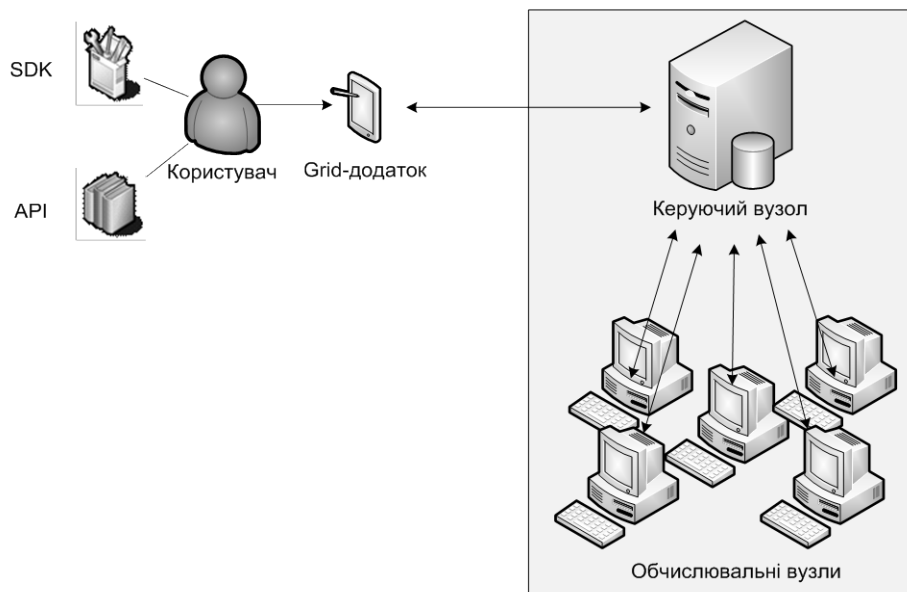 SDK
Користувач
Grid-додаток
API
Керуючий вузол
Обчислювальні вузли